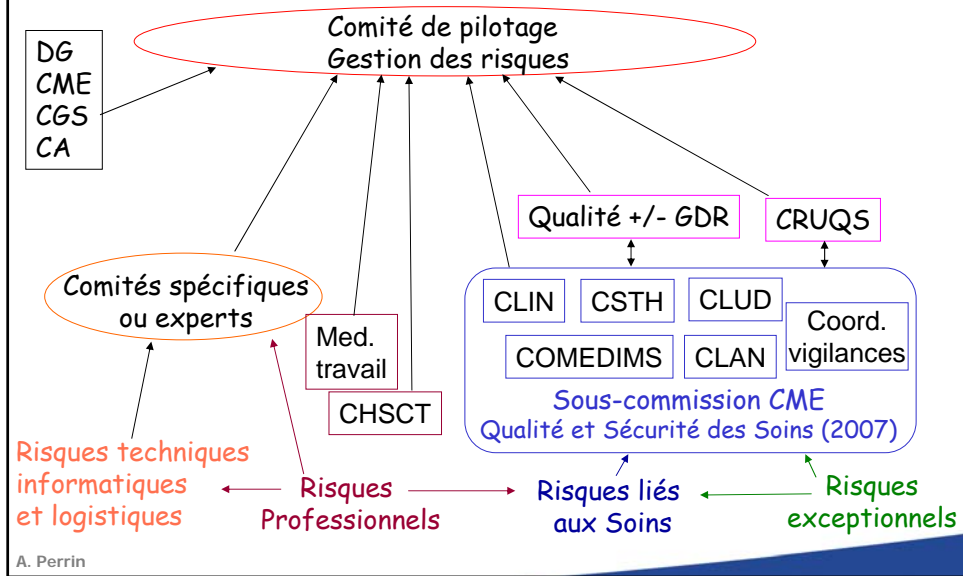 Comité de pilotage
Gestion des risques
DG
CME
CGS
CA
Qualité +/- GDR
CRUQS
Comités spécifiques
ou experts
Med.
travail
CHSCT
CLIN
CSTH
CLUD
Coord.
vigilances
COMEDIMS
CLAN
Sous-commission CME
Qualité et Sécurité des Soins (2007)
Risques techniques
informatiques
et logistiques
Risques
Professionnels
Risques liés
aux Soins
Risques
exceptionnels
A. Perrin